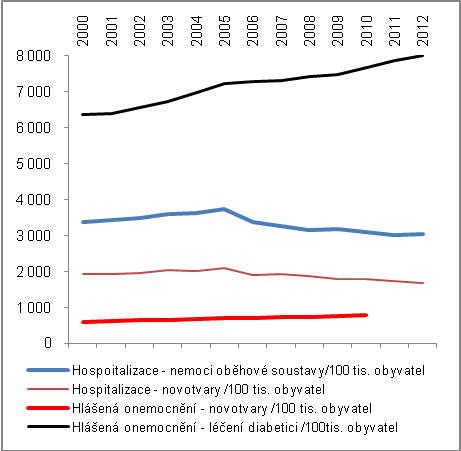 2000 2001 2002 2003 2004 2005 2006 2007 2008 2009 2010 2011 2012
8 000
7 000
6 000
5 000
4 000
3 000
2 000
1 000
0
Hospoitalizace - nemoci oběhové soustavy/100 tis. obyvatel
Hospitalizace - novotvary /100 tis. obyvatel
Hlášená onemocnění - novotvary /100 tis. obyvatel
Hlášená onemocnění - léčení diabetici /100tis. obyvatel